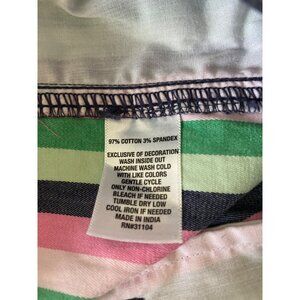 97% COTTON 3% SPANDEX
EXCLUSIVE OF DECORATION
WASH INSIDE OUT
MACHINE WASH COLD
WITH LIKE COLORS
GENTLE CYCLE
ONLY NON-CHLORINE
BLEACH IF NEEDED
TUMBLE DRY LOW
COOL IRON IF NEEDED
MADE IN INDIA
RN#31104